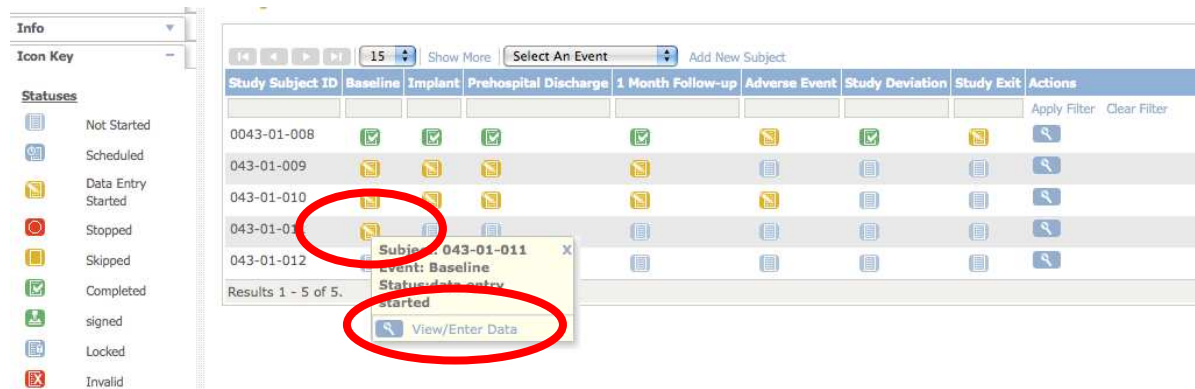 Info
Icon Key
Statuses
Not Started
Scheduled
Data Entry
Started
Stopped
Skipped
Completed
signed
Locked
Invalid
15 Show More Select An Event Add New Subject
Study Subject ID Baseline Implant Prehospital Discharge 1 Month Follow-up Adverse Event Study Deviation Study Exit Actions
Apply Filter Clear Filter
0043-01-008
043-01-009
043-01-010
043-01-01
043-01-012
Results 1 - 5 of 5.
Subject: 043-01-011 X
Event: Baseline
Status:data entry
started
View/Enter Data